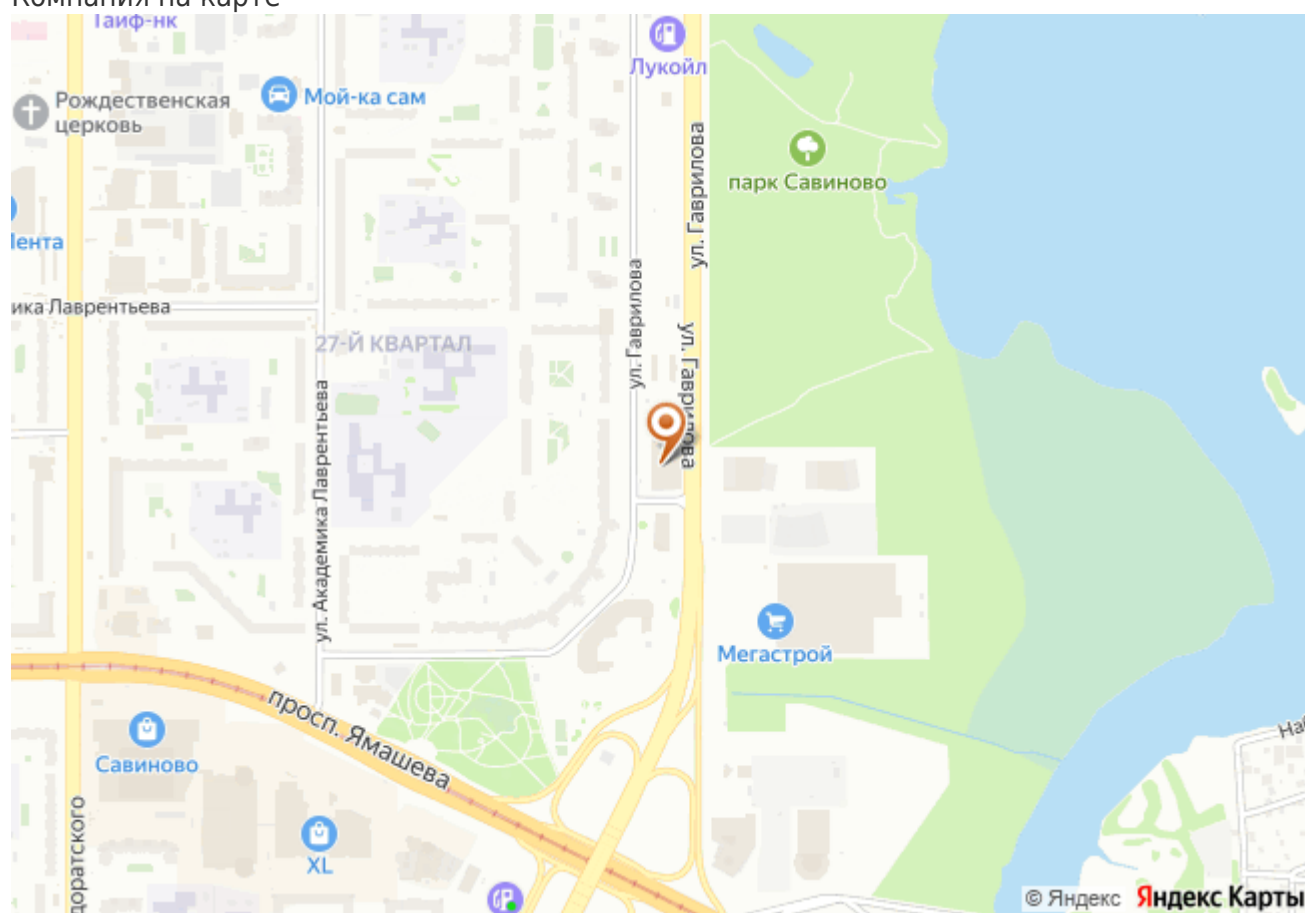 Компания на карте
Таиф-нк
Лукойл
Рождественская
церковь
Мой-ка сам
ул. Гаврилова
парк Савиново
Лента
ика Лаврентьева
ул. Гаврилова
ул. Гаврилова
27-Й КВАРТАЛ
ул. Академика Лаврентьева
Мегастрой
просп. Ямашева
Савиново
XL
доратского
На
© Яндекс Яндекс Карты